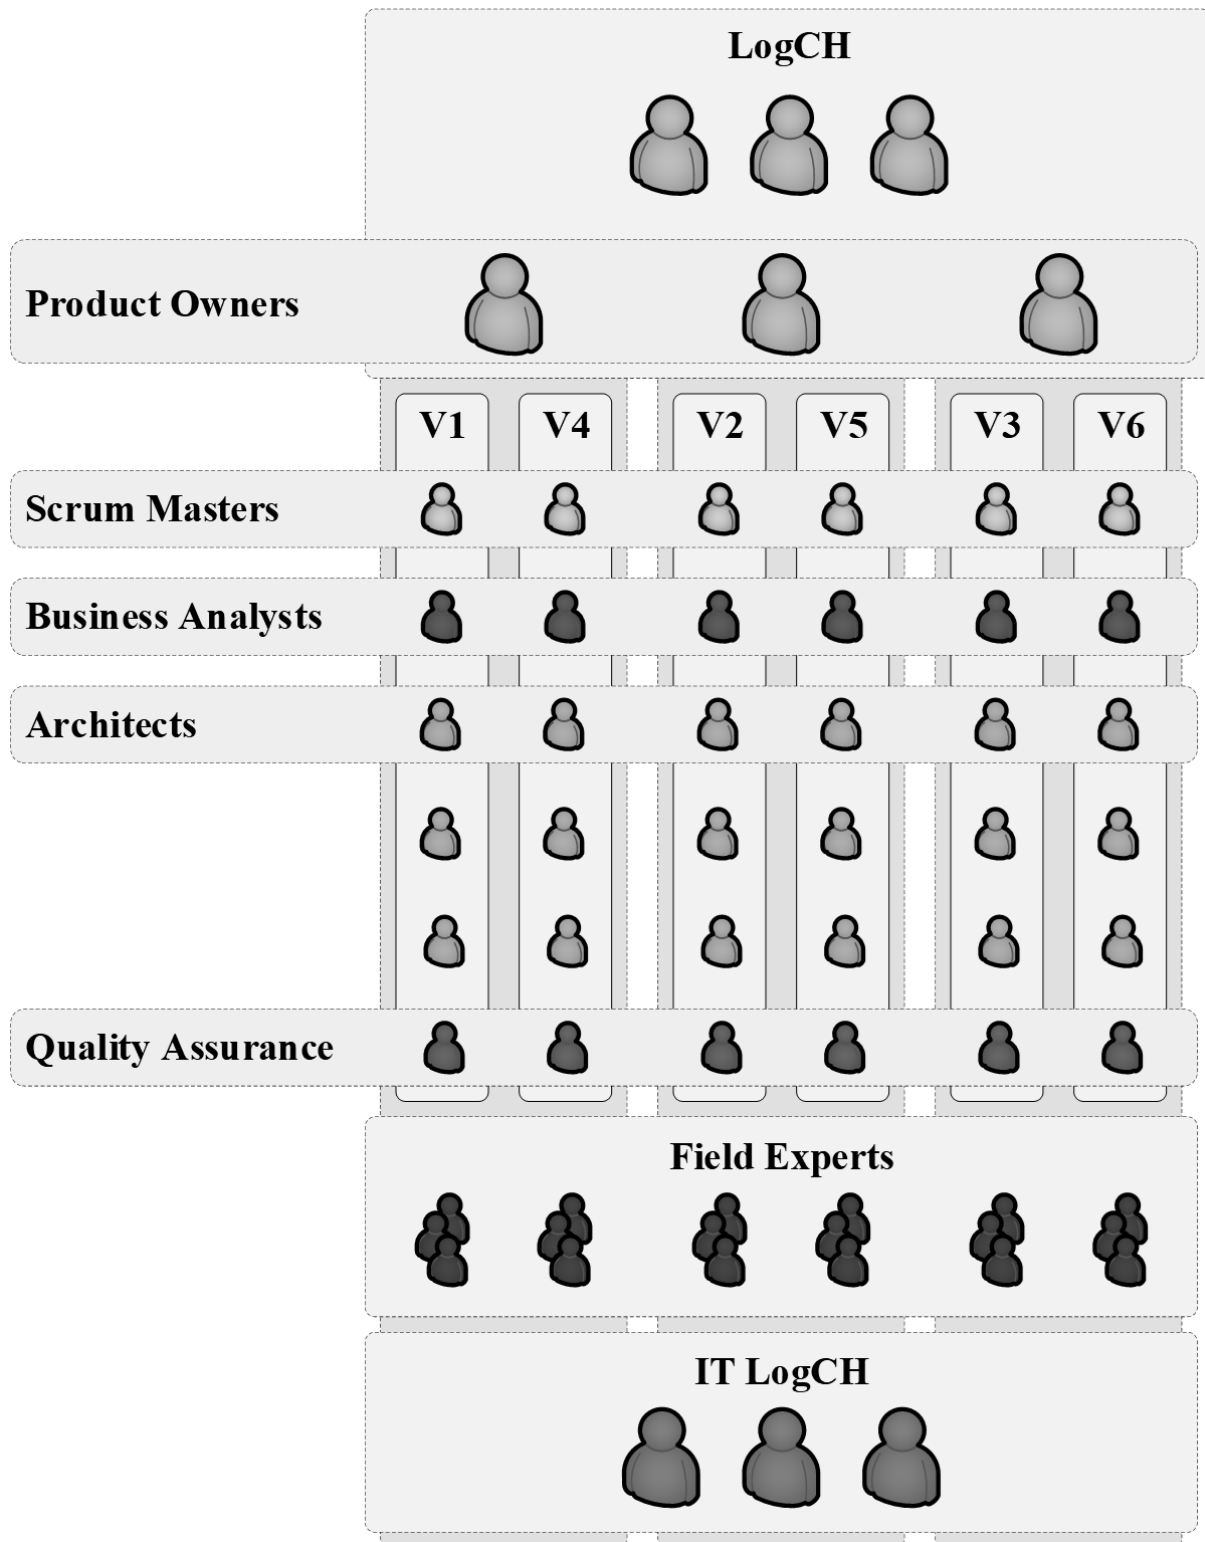 LogCH
Product Owners
V1 V4 V2 V5 V3 V6
Scrum Masters
Business Analysts
Architects
Quality Assurance
Field Experts
IT LogCH